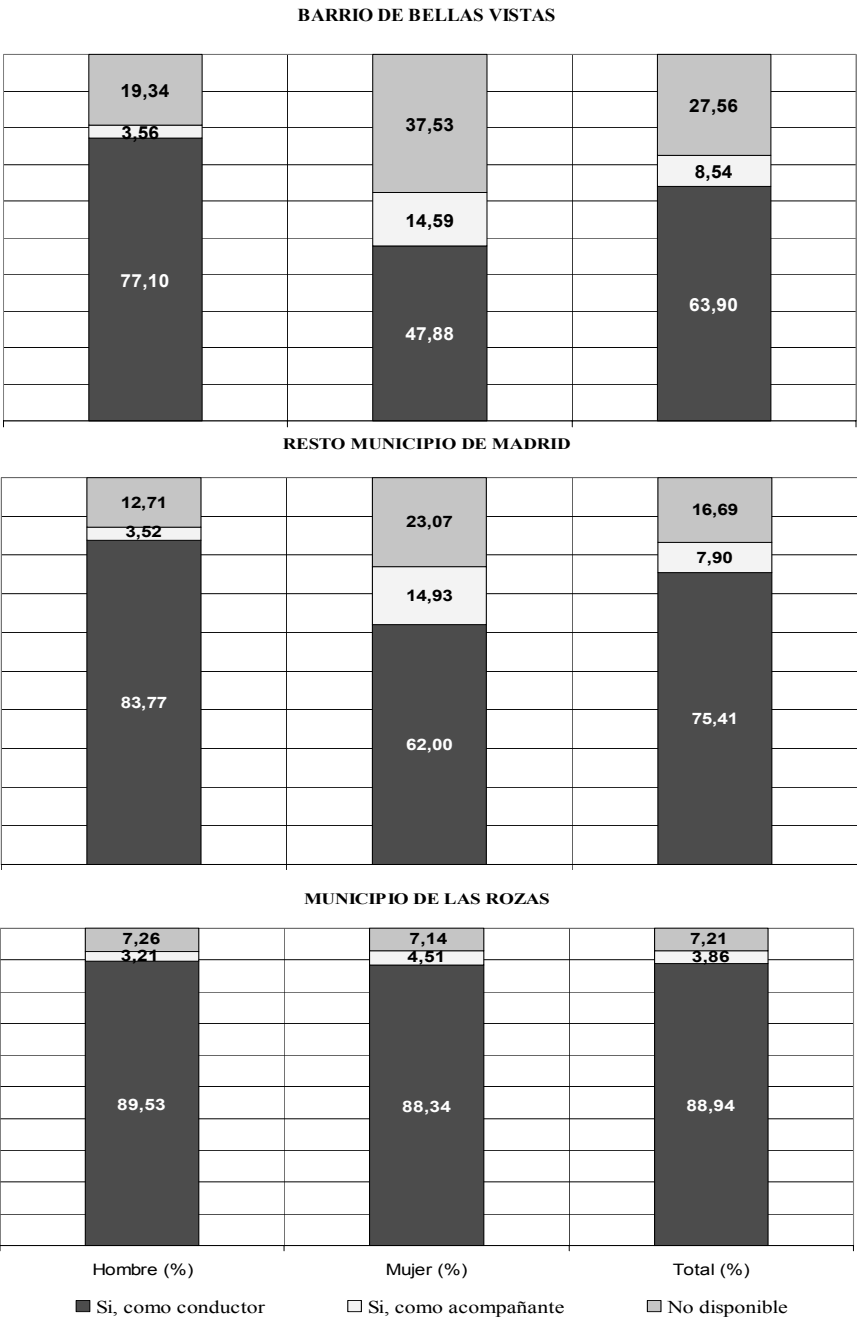 BARRIO DE BELLAS VISTAS
19,34
37,53
27,56
3,56
8,54
14,59
77,10
63,90
47,88
RESTO MUNICIPIO DE MADRID
12,71
23,07
16,69
3,52
7,90
14,93
83,77
75,41
62,00
MUNICIPIO DE LAS ROZAS
7,26 7,14 7,21
3,21 4,51 3,86
89,53 88,34 88,94
Hombre (%) Mujer (%) Total (%)
Si, como conductor Si, como acompañante No disponible